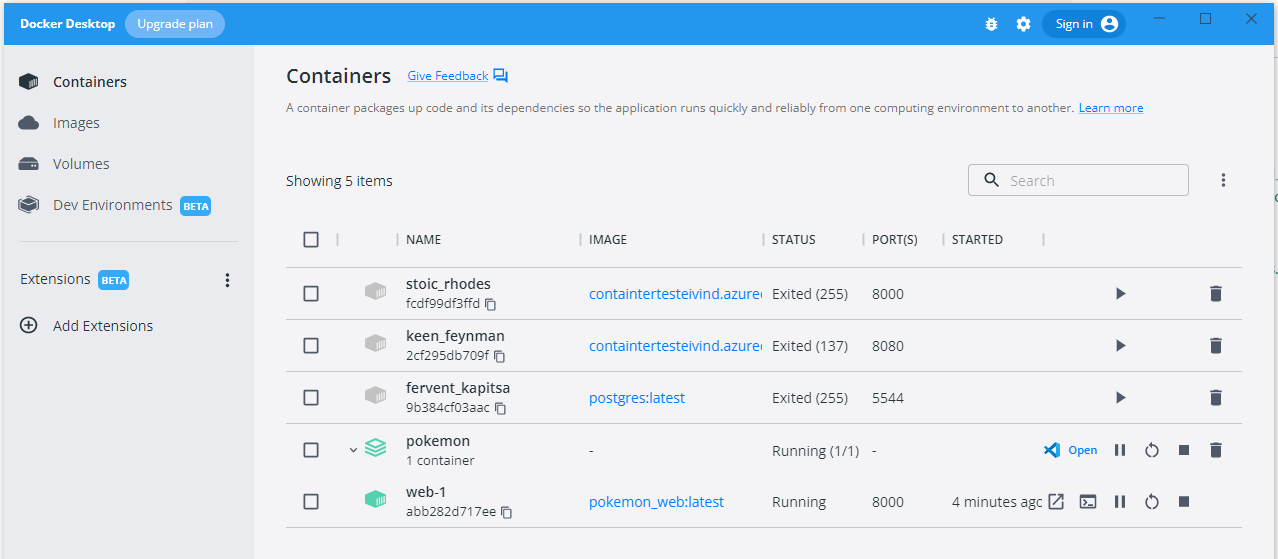 Docker Desktop Upgrade plan Sign in
Containers
Images
Volumes
Dev Environments BETA
Extensions BETA
Add Extensions
Containers Give Feedback
A container packages up code and its dependencies so the application runs quickly and reliably from one computing environment to another. Learn more
Showing 5 items Search
NAME IMAGE STATUS PORT(S) STARTED
stoic_rhodes
fcdf99df3ffd containtertesteivind.azurec Exited (255) 8000
keen_feynman
2cf295db709f containtertesteivind.azurec Exited (137) 8080
fervent_kapitsa
9b384cf03aac postgres:latest Exited (255) 5544
pokemon
1 container - Running (1/1) - Open
web-1
abb282d717ee pokemon_web:latest Running 8000 4 minutes ago